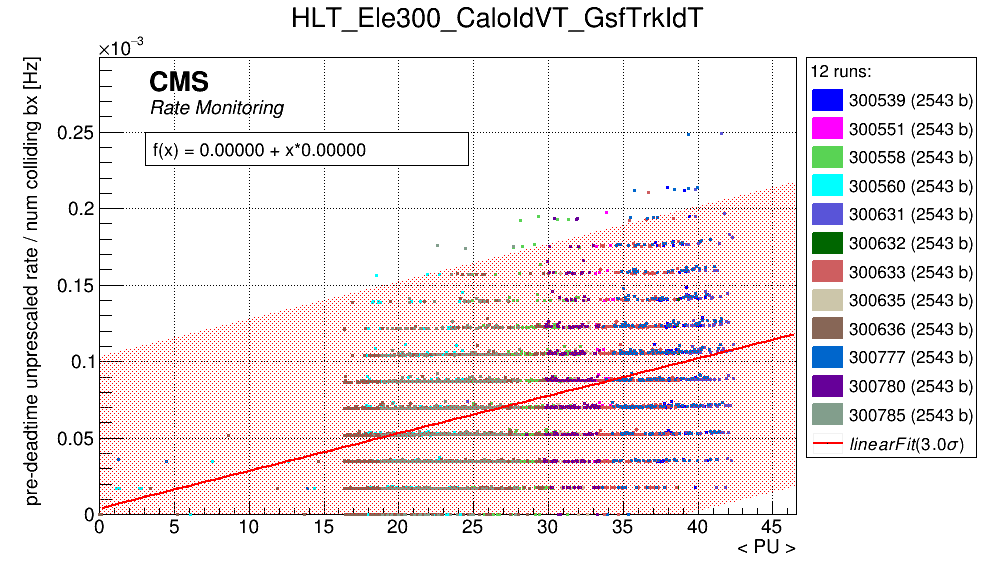 HLT_Ele300_CaloIdVT_GsfTrkIdT
×10⁻³
CMS
Rate Monitoring
f(x) = 0.00000 + x*0.00000
pre-deadtime unprescaled rate / num colliding bx [Hz]
0.25
0.2
0.15
0.1
0.05
0
0 5 10 15 20 25 30 35 40 45
< PU >
12 runs:
300539 (2543 b)
300551 (2543 b)
300558 (2543 b)
300560 (2543 b)
300631 (2543 b)
300632 (2543 b)
300633 (2543 b)
300635 (2543 b)
300636 (2543 b)
300777 (2543 b)
300780 (2543 b)
300785 (2543 b)
linearFit(3.0σ)